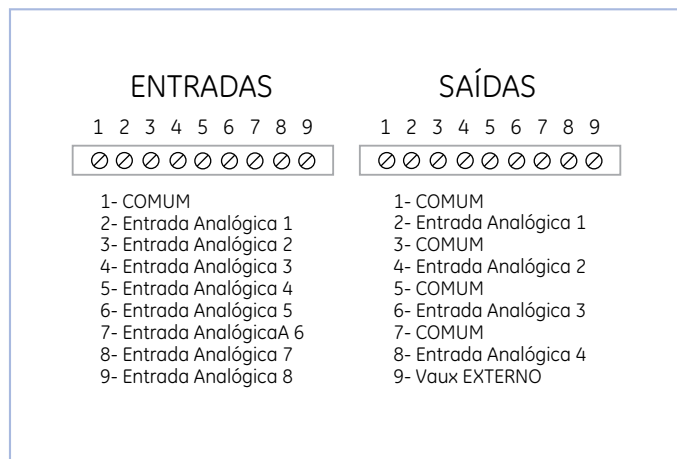 ENTRADAS
1 2 3 4 5 6 7 8 9
1- COMUM
2- Entrada Analógica 1
3- Entrada Analógica 2
4- Entrada Analógica 3
5- Entrada Analógica 4
6- Entrada Analógica 5
7- Entrada AnalógicaA 6
8- Entrada Analógica 7
9- Entrada Analógica 8
SAÍDAS
1 2 3 4 5 6 7 8 9
1- COMUM
2- Entrada Analógica 1
3- COMUM
4- Entrada Analógica 2
5- COMUM
6- Entrada Analógica 3
7- COMUM
8- Entrada Analógica 4
9- Vaux EXTERNO